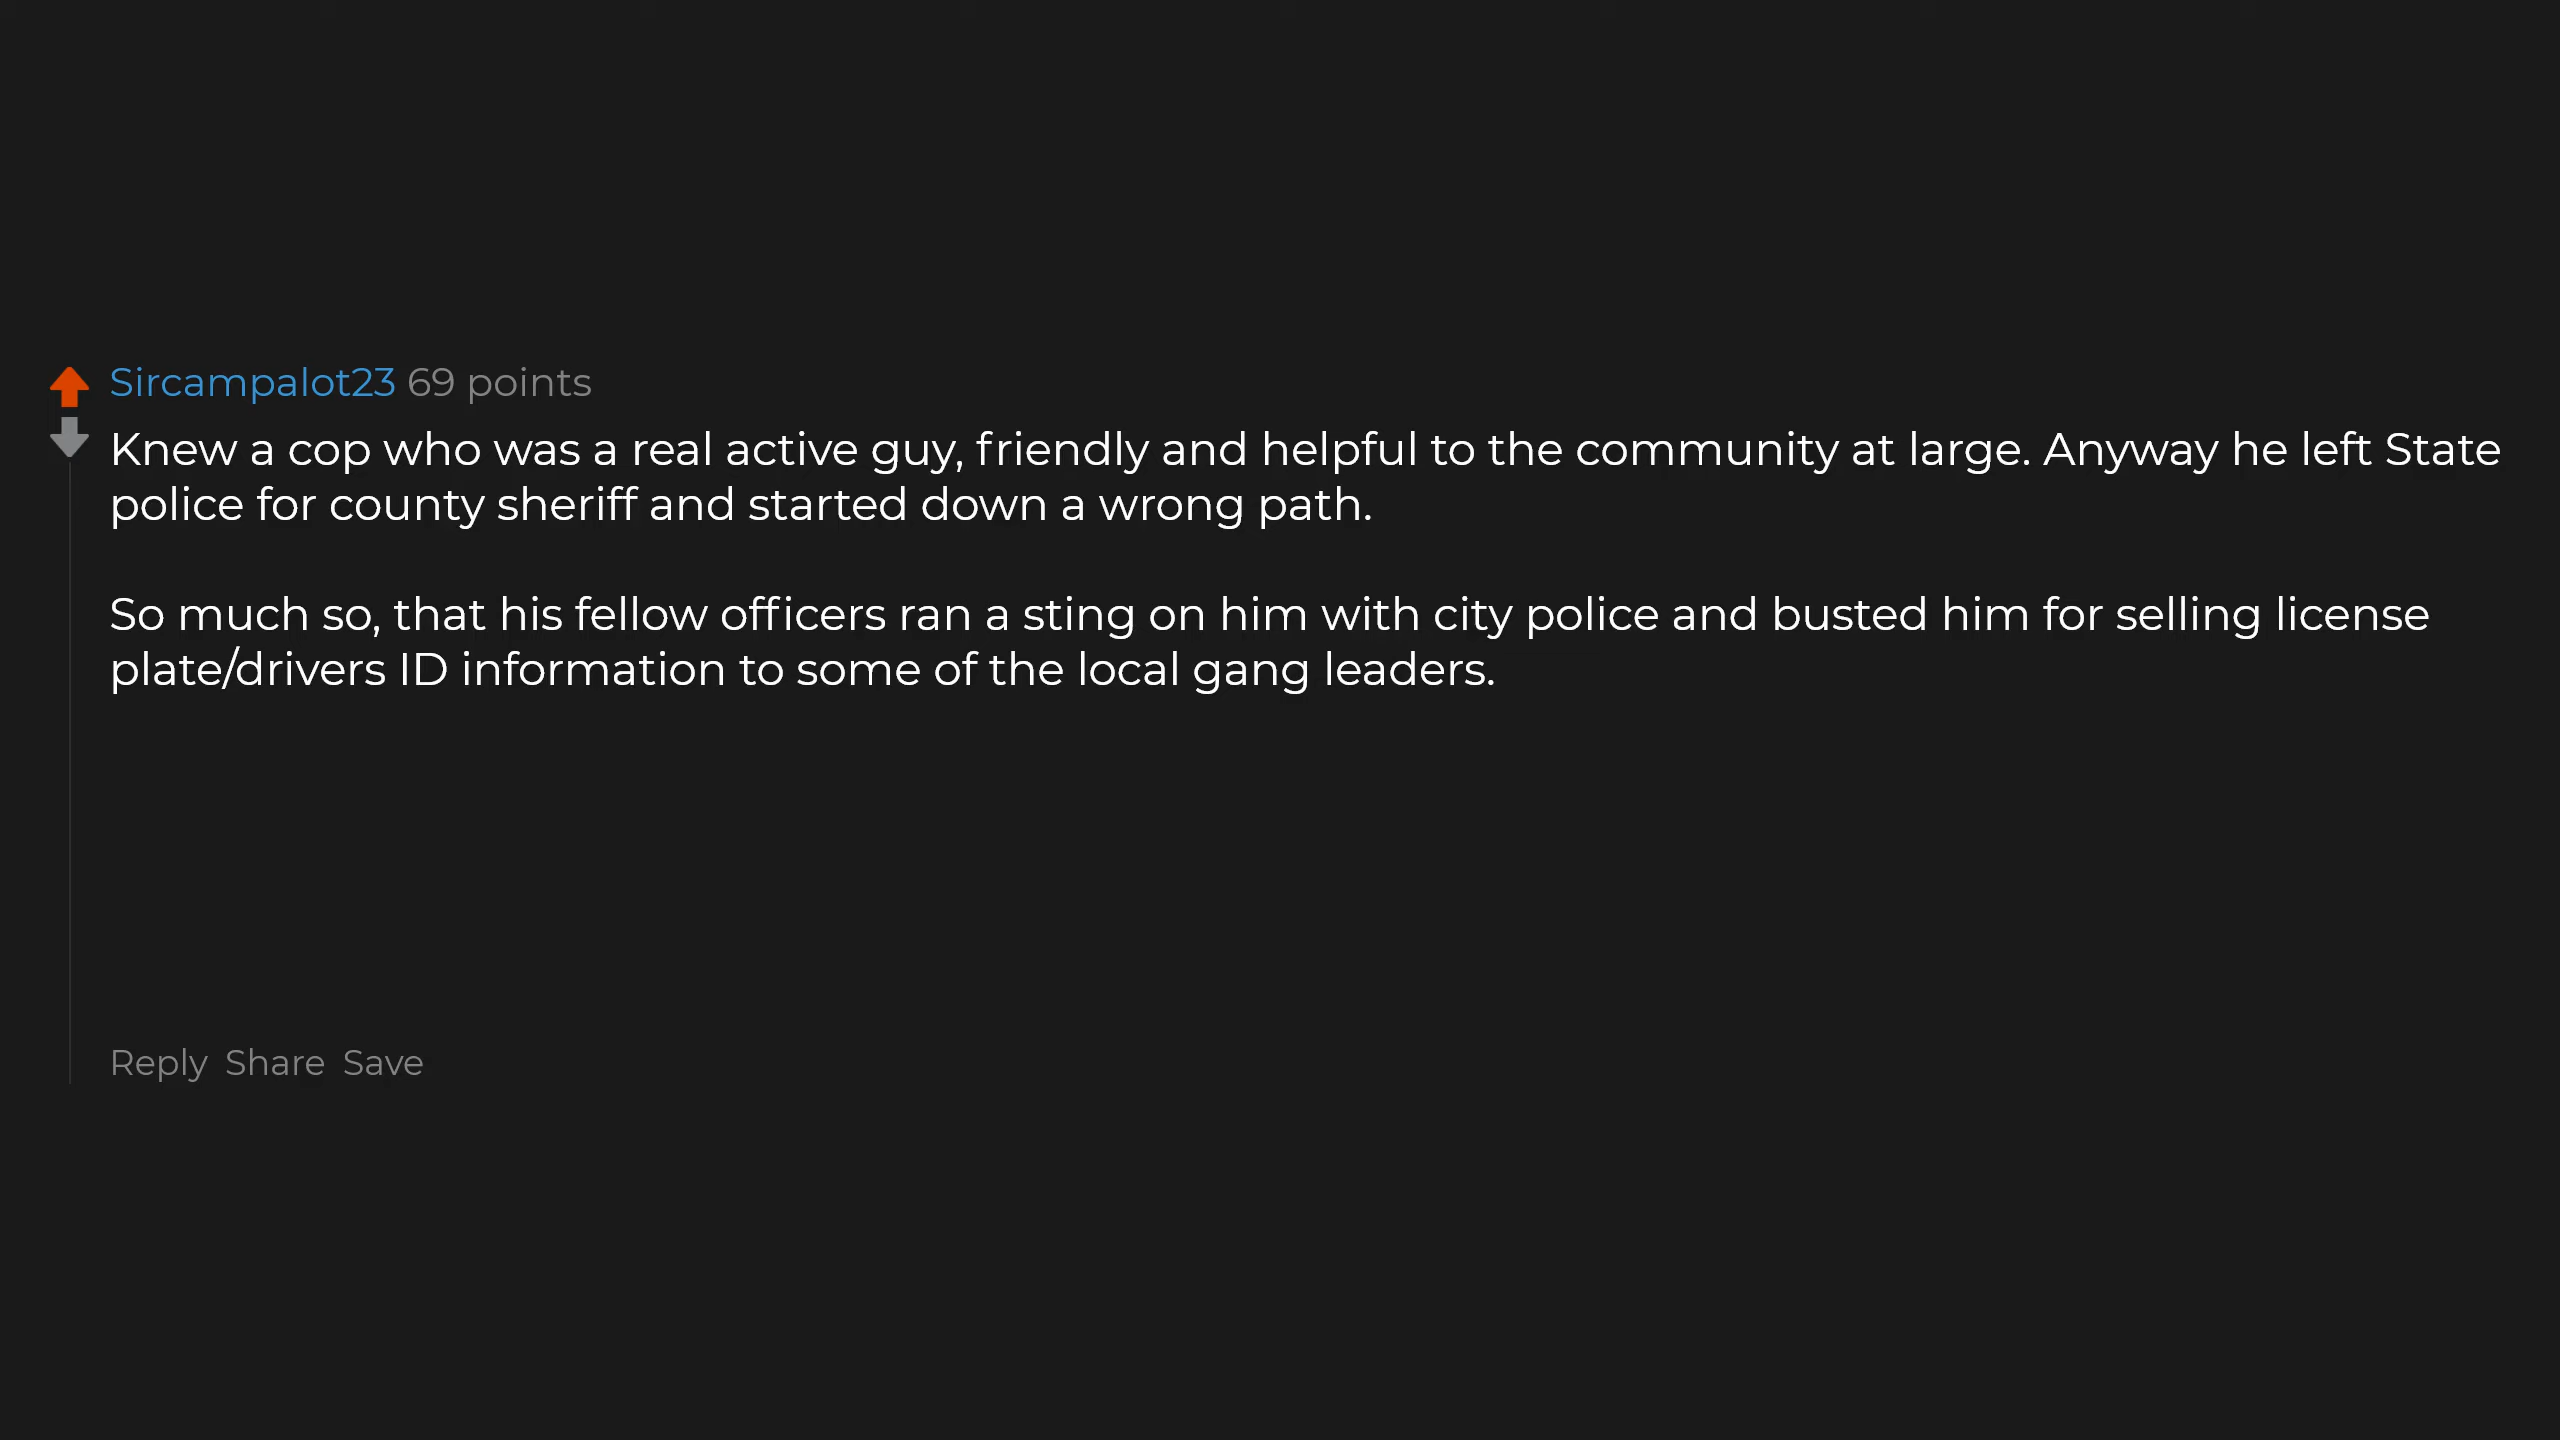 Sircampalot23 69 points
Knew a cop who was a real active guy, friendly and helpful to the community at large. Anyway he left State
police for county sheriff and started down a wrong path.
So much so, that his fellow officers ran a sting on him with city police and busted him for selling license
plate/drivers ID information to some of the local gang leaders.
Reply Share Save